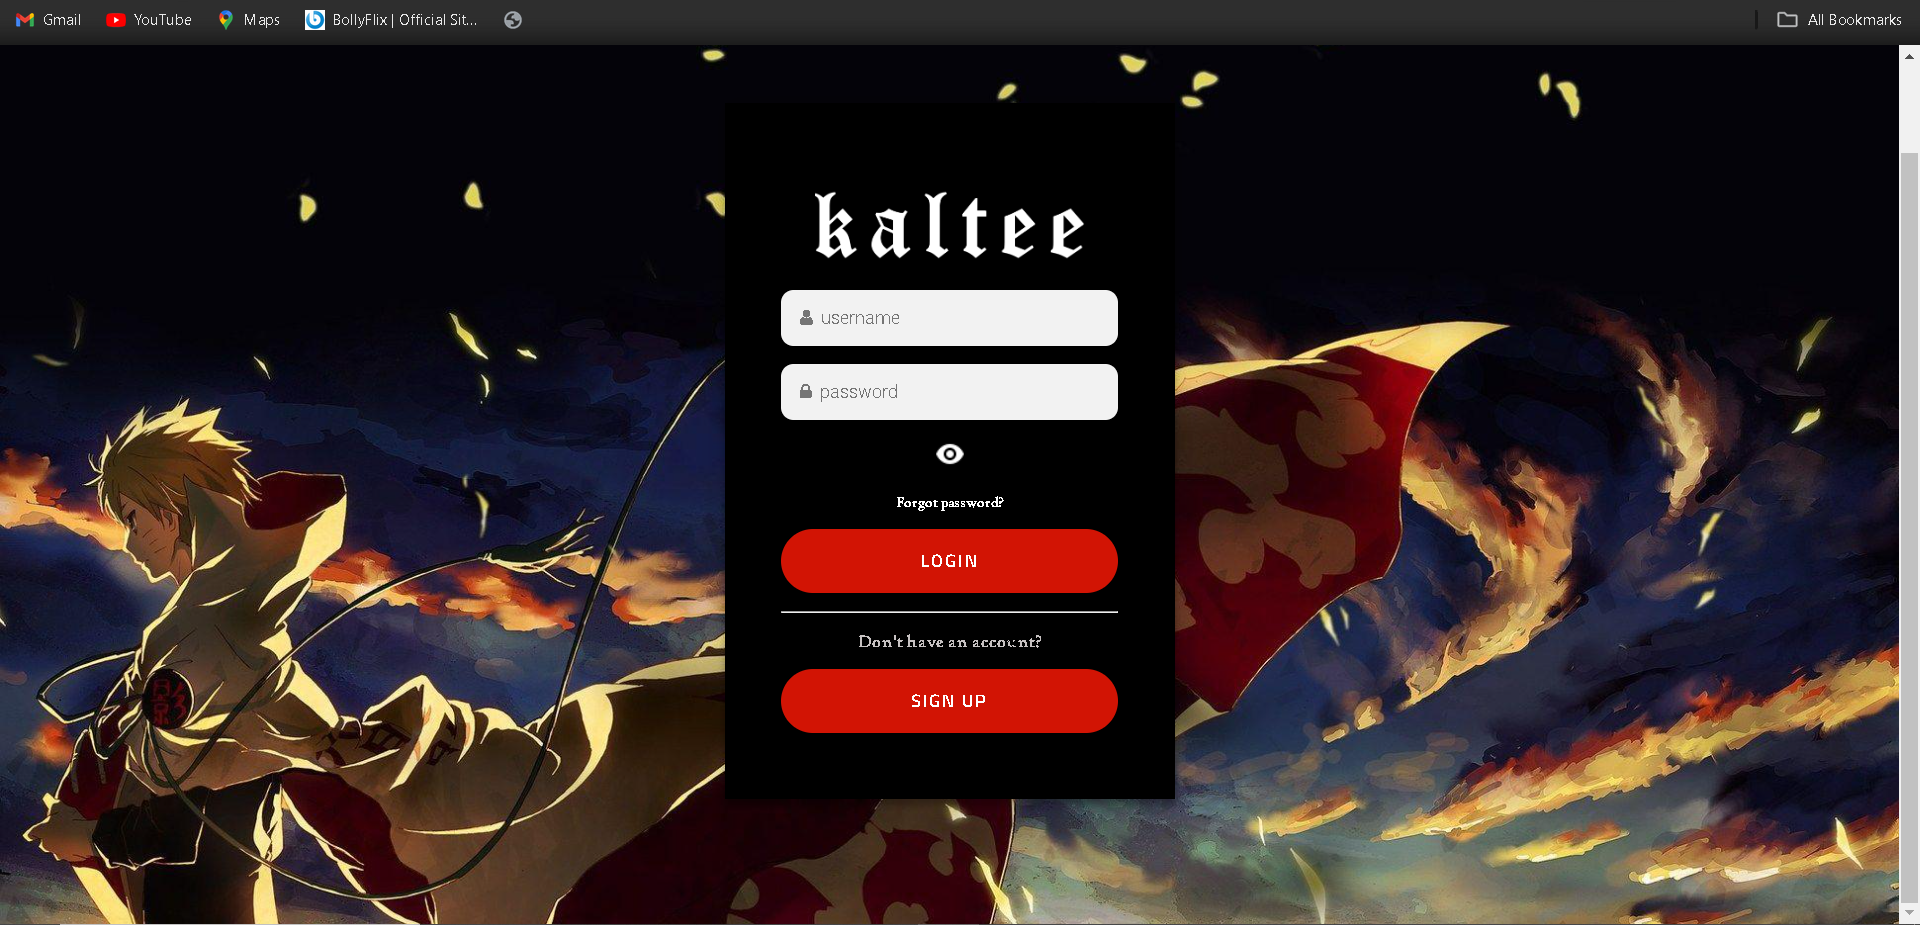 Gmail
YouTube
Maps
BollyFlix | Official Sit...
All Bookmarks
kaltee
username
password
Forgot password?
LOGIN
Don't have an account?
SIGN UP
影